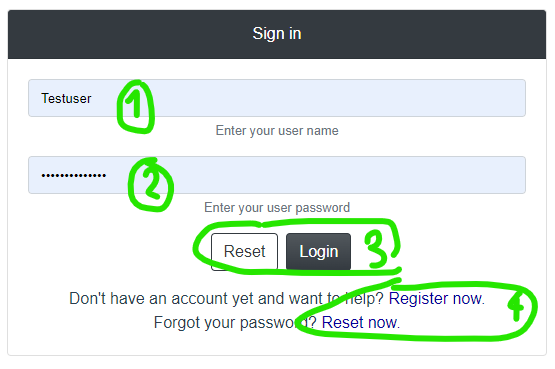 Sign in
Testuser 1
Enter your user name
•••••••••••••• 2
Enter your user password
Reset Login 3
Don't have an account yet and want to help? Register now. 4
Forgot your password? Reset now.